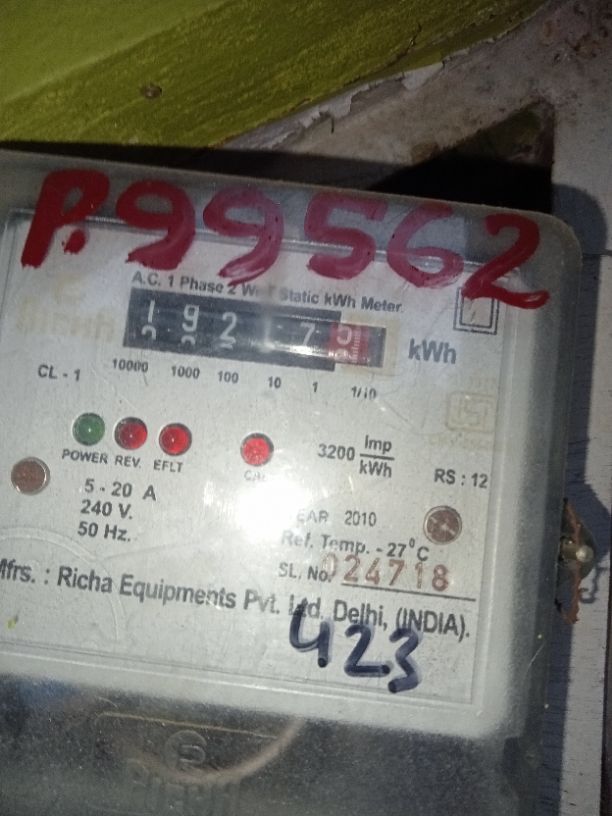 P.99562
A.C. 1 Phase 2 Static kWh Meter
kWh
CL - 1
10000 1000 100 10 1 1/10
POWER REV. EFLT CAL
3200 Imp/kWh
RS : 12
5 - 20 A
240 V.
50 Hz.
YEAR 2010
Ref. Temp. - 27°C
SL. No. 024718
Mfrs. : Richa Equipments Pvt. Ltd. Delhi, (INDIA).
423